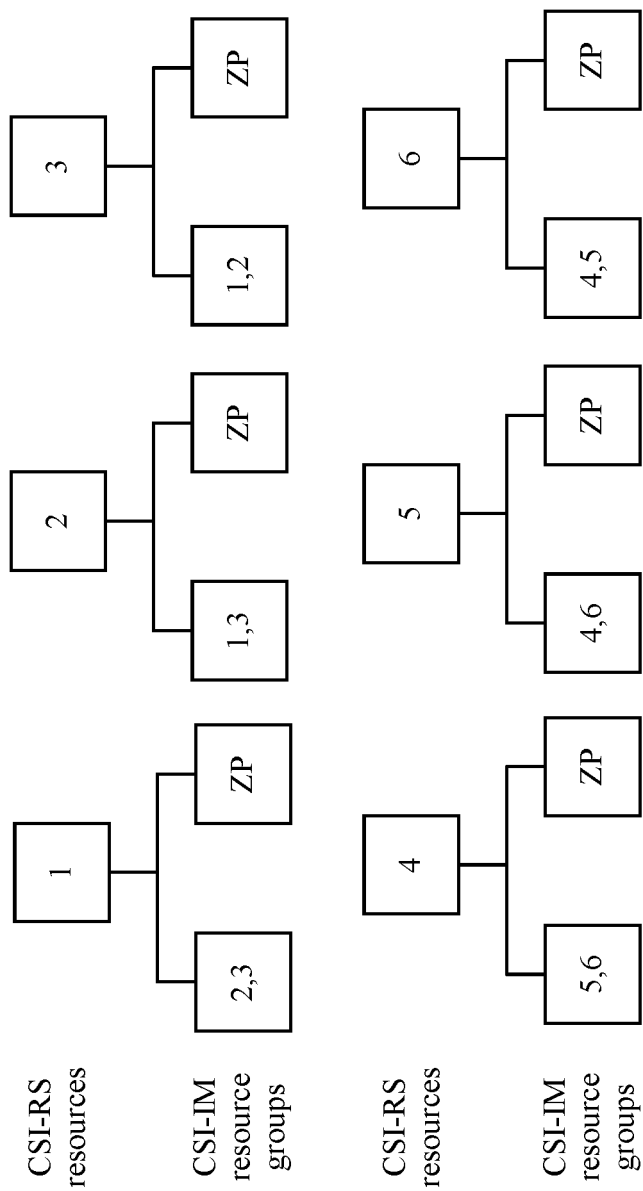 CSI-RS
resources
1
2
3
CSI-IM
resource
groups
2,3
ZP
1,3
ZP
1,2
ZP
CSI-RS
resources
4
5
6
CSI-IM
resource
groups
5,6
ZP
4,6
ZP
4,5
ZP